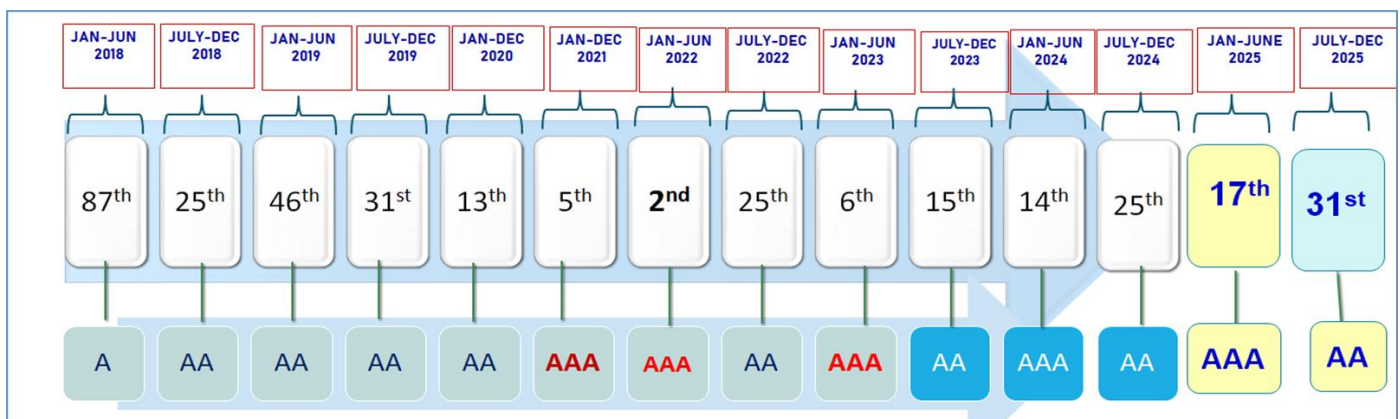 JAN-JUN
2018
JULY-DEC
2018
JAN-JUN
2019
JULY-DEC
2019
JAN-DEC
2020
JAN-DEC
2021
JAN-JUN
2022
JULY-DEC
2022
JAN-JUN
2023
JULY-DEC
2023
JAN-JUN
2024
JULY-DEC
2024
JAN-JUNE
2025
JULY-DEC
2025
87th
25th
46th
31st
13th
5th
2nd
25th
6th
15th
14th
25th
17th
31st
A
AA
AA
AA
AA
AAA
AAA
AA
AAA
AA
AAA
AA
AAA
AA